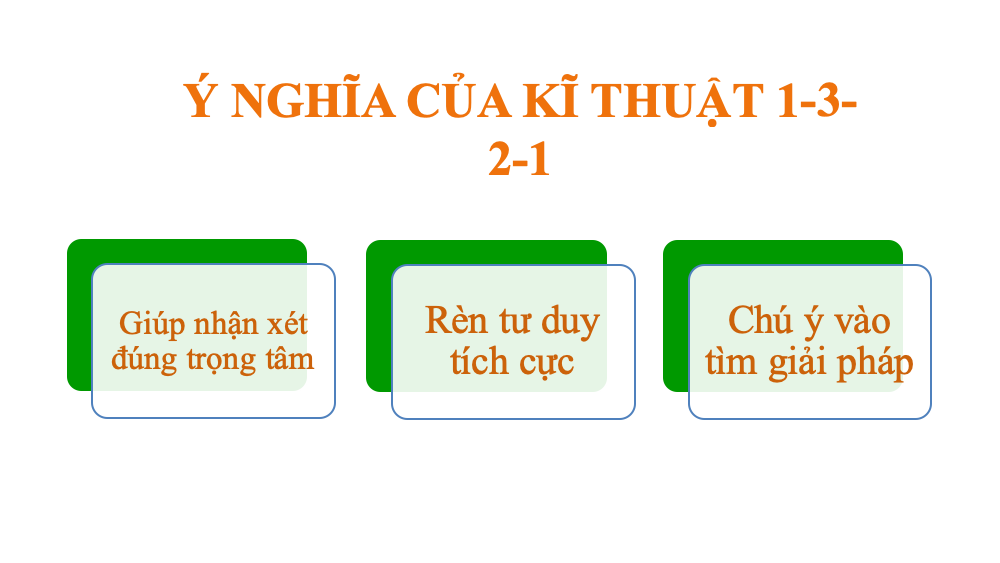 Ý NGHĨA CỦA KĨ THUẬT 1-3-
2-1
Giúp nhận xét
đúng trọng tâm
Rèn tư duy
tích cực
Chú ý vào
tìm giải pháp